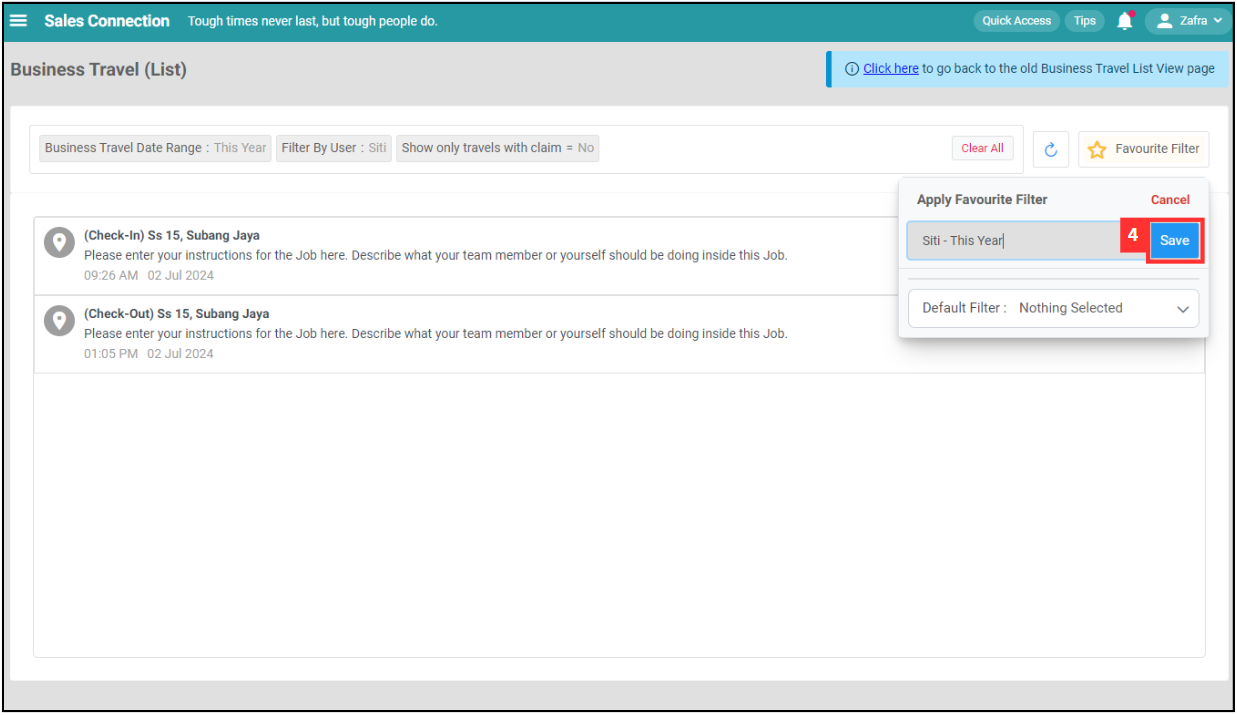 Sales Connection Tough times never last, but tough people do. Quick Access Tips Zafra
Business Travel (List)
Click here to go back to the old Business Travel List View page
Business Travel Date Range : This Year Filter By User : Siti Show only travels with claim = No Clear All Favourite Filter
Apply Favourite Filter Cancel
Siti - This Year 4 Save
Default Filter : Nothing Selected
(Check-In) Ss 15, Subang Jaya
Please enter your instructions for the Job here. Describe what your team member or yourself should be doing inside this Job.
09:26 AM 02 Jul 2024
(Check-Out) Ss 15, Subang Jaya
Please enter your instructions for the Job here. Describe what your team member or yourself should be doing inside this Job.
01:05 PM 02 Jul 2024